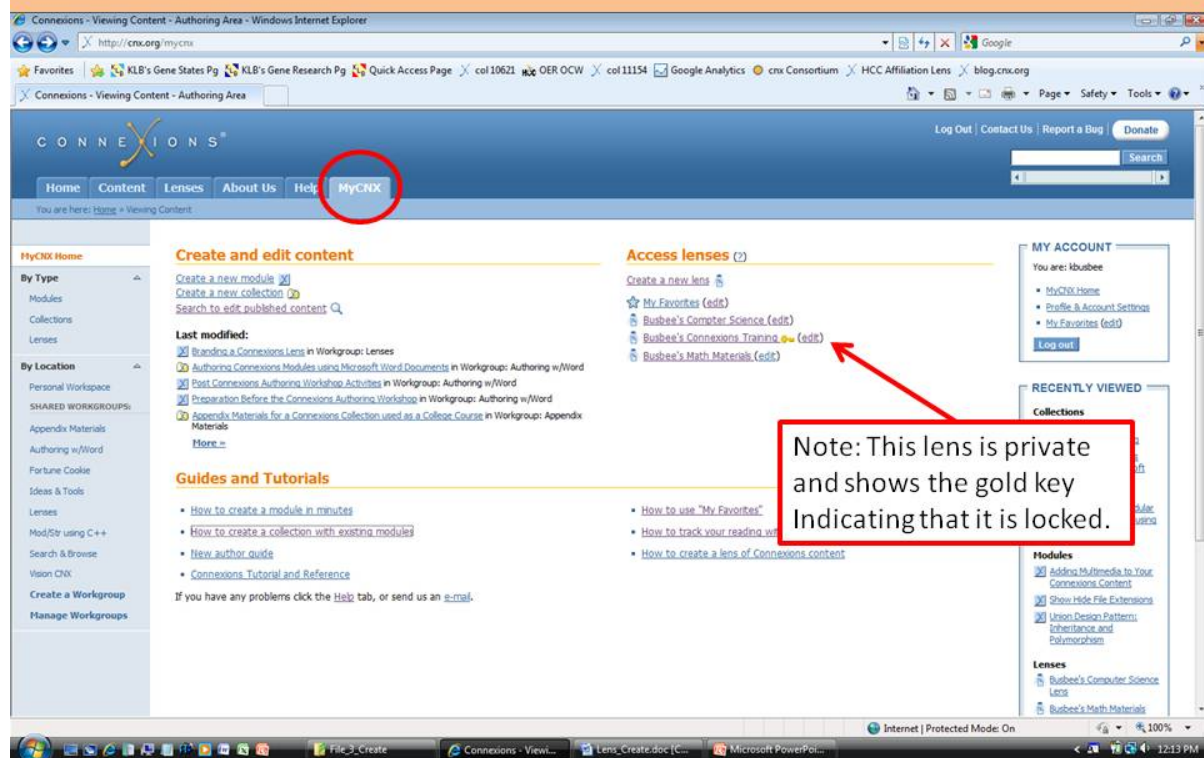 Connexions - Viewing Content - Authoring Area - Windows Internet Explorer
http://cnx.org/mycnx
Google
Favorites KLB's Gene States Pg KLB's Gene Research Pg Quick Access Page col 10621 OER OCW col 11154 Google Analytics cnx Consortium HCC Affiliation Lens blog.cnx.org
Connexions - Viewing Content - Authoring Area
Page Safety Tools
CONNEXIONS
Log Out | Contact Us | Report a Bug | Donate
Search
Home Content Lenses About Us Help MyCNX
You are here: Home » Viewing Content
MyCNX Home
By Type
Modules
Collections
Lenses
By Location
Personal Workspace
SHARED WORKGROUPS:
Appendix Materials
Authoring w/Word
Fortune Cookie
Ideas & Tools
Lenses
Mod/Str using C++
Search & Browse
Vision CNX
Create a Workgroup
Manage Workgroups
Create and edit content
Create a new module
Create a new collection
Search to edit published content
Last modified:
Branding a Connexions Lens in Workgroup: Lenses
Authoring Connexions Modules using Microsoft Word Documents in Workgroup: Authoring w/Word
Post Connexions Authoring Workshop Activities in Workgroup: Authoring w/Word
Preparation Before the Connexions Authoring Workshop in Workgroup: Authoring w/Word
Appendix Materials for a Connexions Collection used as a College Course in Workgroup: Appendix
Materials
More »
Access lenses (?)
Create a new lens
My Favorites (edit)
Busbee's Compter Science (edit)
Busbee's Connexions Training (edit)
Busbee's Math Materials (edit)
Note: This lens is private
and shows the gold key
Indicating that it is locked.
Guides and Tutorials
How to create a module in minutes
How to create a collection with existing modules
New author guide
Connexions Tutorial and Reference
How to use "My Favorites"
How to track your reading
How to create a lens of Connexions content
If you have any problems click the Help tab, or send us an e-mail.
MY ACCOUNT
You are: kbusbee
MyCNX Home
Profile & Account Settings
My Favorites (edit)
Log out
RECENTLY VIEWED
Collections
Modules
Adding Multimedia to Your
Connexions Content
Show Hide File Extensions
Union Design Pattern:
Inheritance and
Polymorphism
Lenses
Busbee's Computer Science
Lens
Busbee's Math Materials
Internet | Protected Mode: On
100%
File_3_Create
Connexions - Viewi...
Lens_Create.doc [C...
Microsoft PowerPoi...
12:13 PM